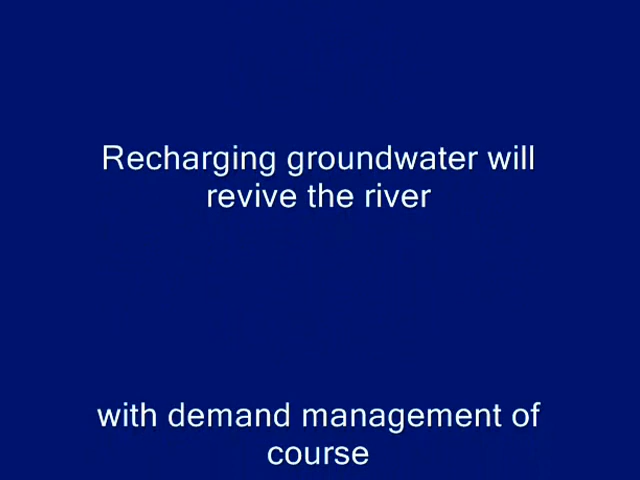 Recharging groundwater will
revive the river
with demand management of
course